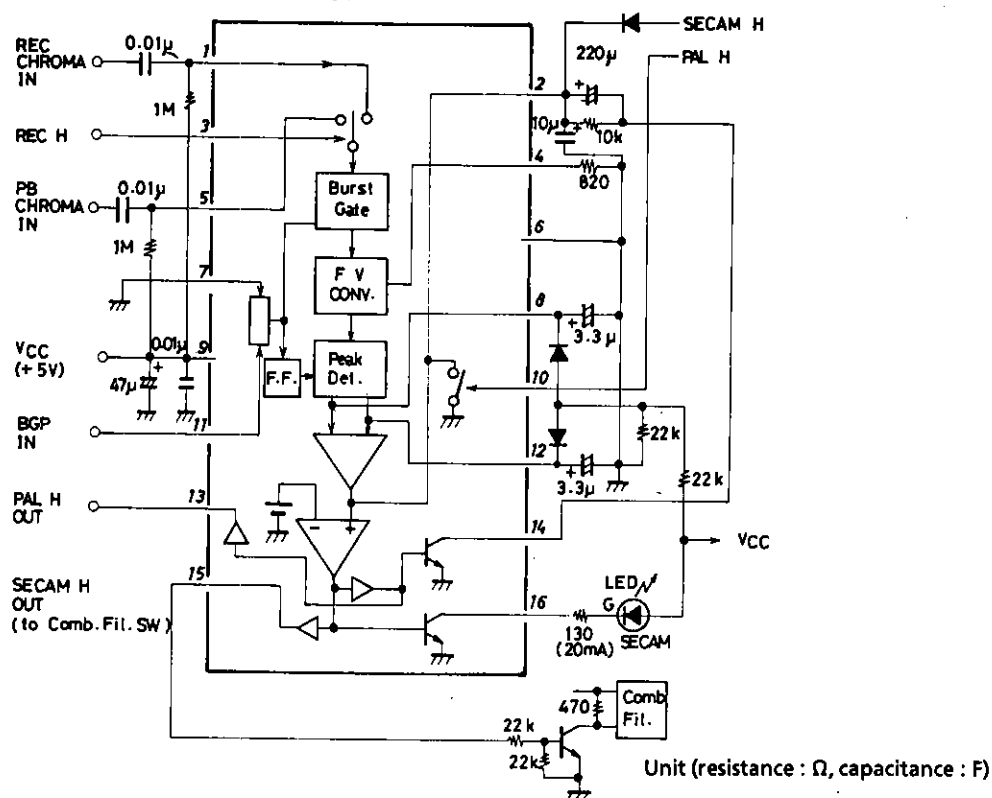 REC
CHROMA
IN
0.01μ
1
1M
REC H
3
PB
CHROMA
IN
0.01μ
5
1M
7
VCC
(+5V)
0.01μ
+
9
47μ
BGP
IN
11
PAL H
OUT
13
SECAM H
OUT
(to Comb. Fil. SW)
15
Burst
Gate
F V
CONV.
Peak
Det.
F.F.
-
+
SECAM H
PAL H
220μ
2
+
10μ
+
10k
4
820
6
8
+
3.3μ
10
22k
12
+
3.3μ
22k
14
VCC
LED
G
16
130
(20mA)
SECAM
470
Comb
Fil.
22k
22k
Unit (resistance : Ω, capacitance : F)